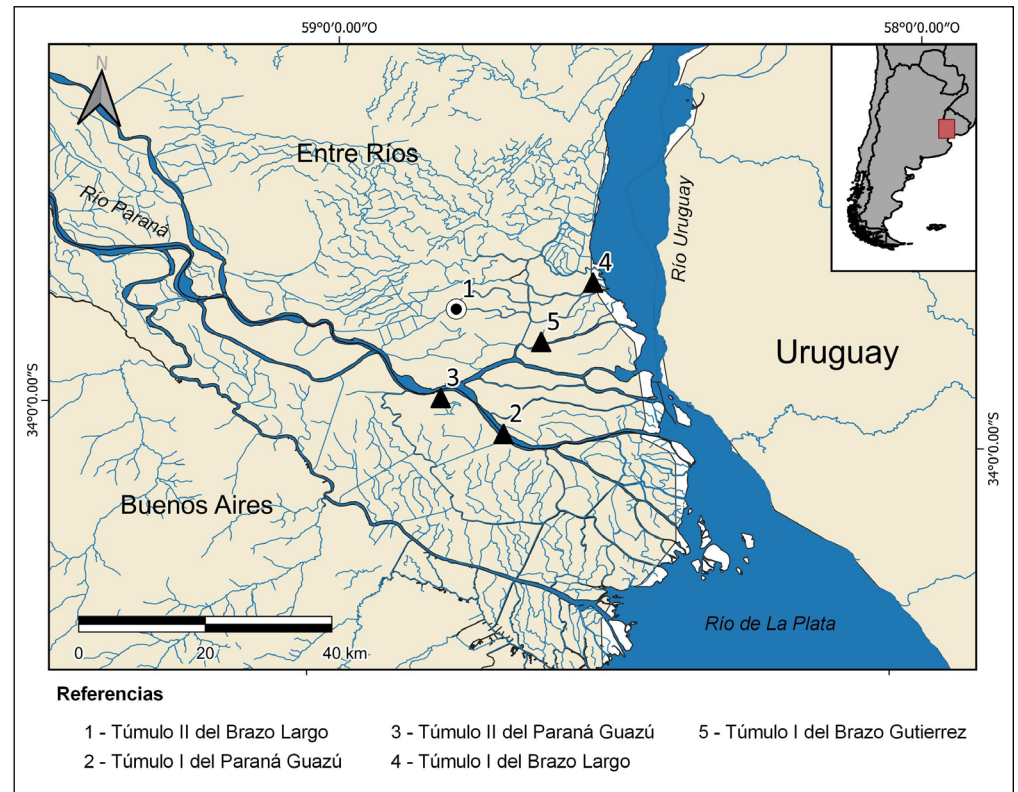 59°0'0.00"O
58°0'0.00"O
N
Entre Ríos
Río Paraná
Río Uruguay
4
1
5
Uruguay
3
34°0'0.00"S
2
34°0'0.00"S
Buenos Aires
Río de La Plata
0 20 40 km
Referencias
1 - Túmulo II del Brazo Largo
3 - Túmulo II del Paraná Guazú
5 - Túmulo I del Brazo Gutierrez
2 - Túmulo I del Paraná Guazú
4 - Túmulo I del Brazo Largo